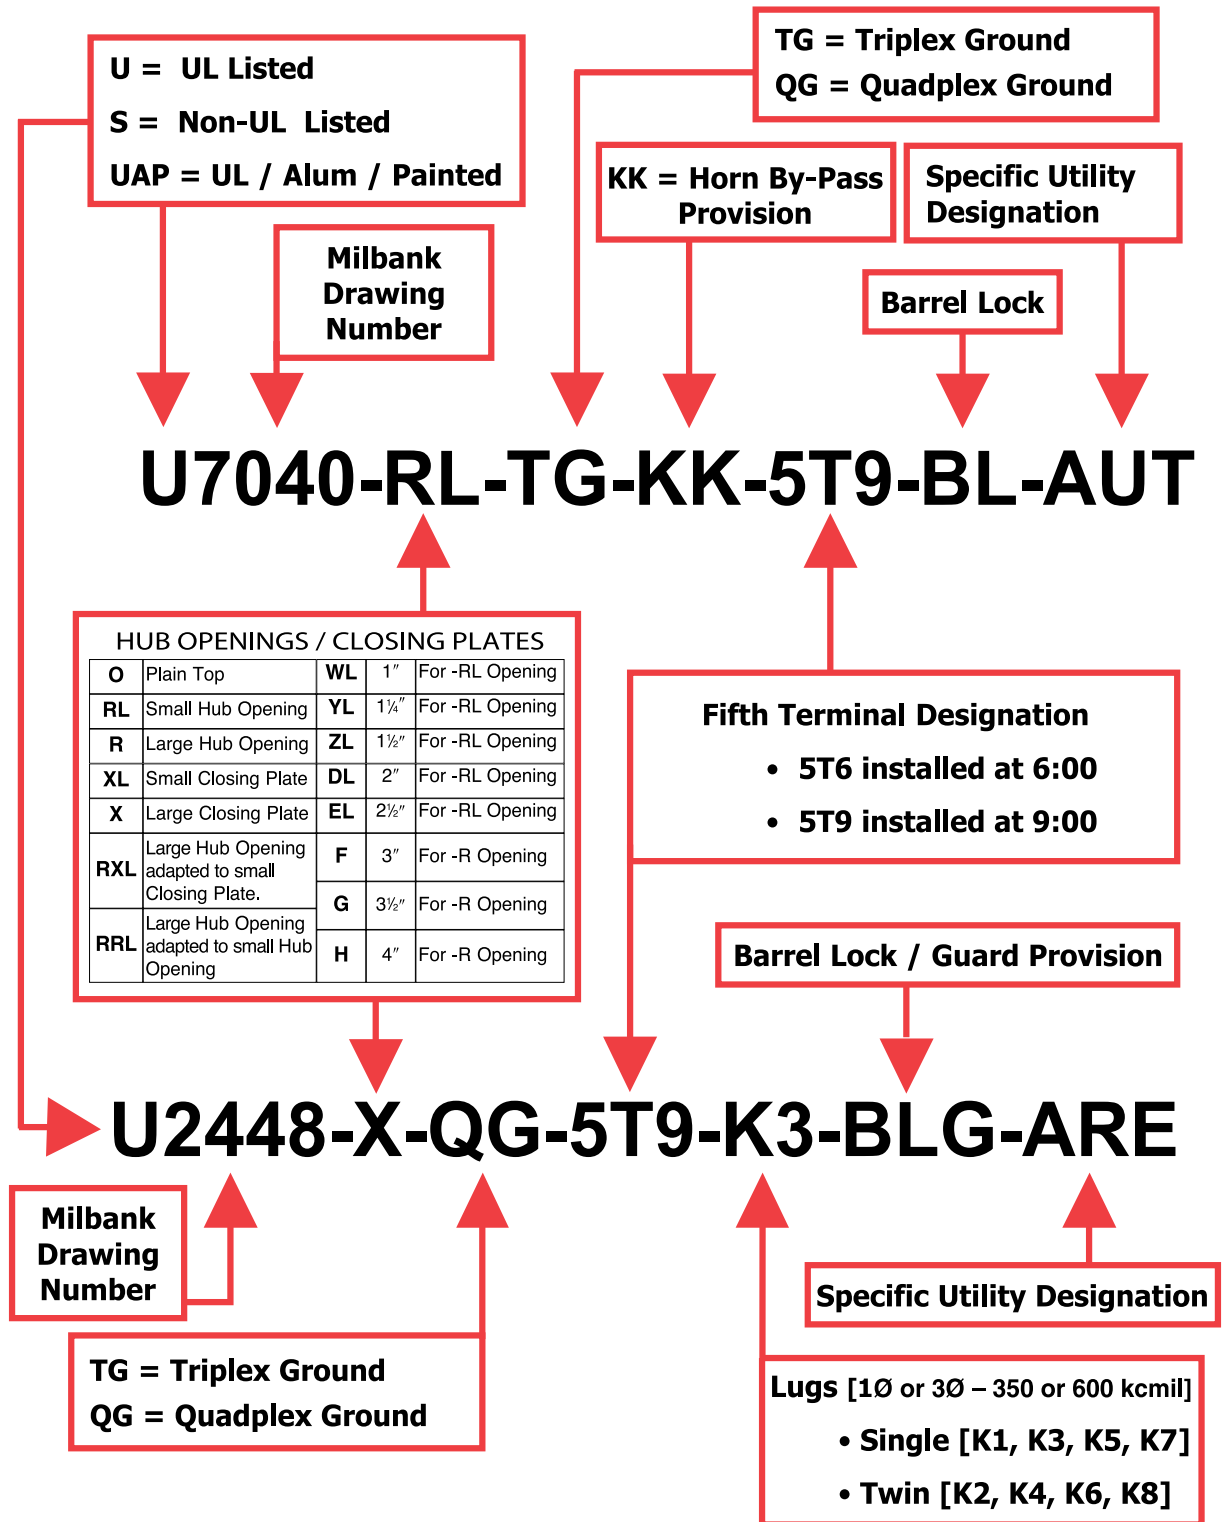 U = UL Listed
S = Non-UL Listed
UAP = UL / Alum / Painted
TG = Triplex Ground
QG = Quadplex Ground
KK = Horn By-Pass
Provision
Specific Utility
Designation
Milbank
Drawing
Number
Barrel Lock
U7040-RL-TG-KK-5T9-BL-AUT
HUB OPENINGS / CLOSING PLATES
O Plain Top WL 1″ For -RL Opening
RL Small Hub Opening YL 1¼″ For -RL Opening
R Large Hub Opening ZL 1½″ For -RL Opening
XL Small Closing Plate DL 2″ For -RL Opening
X Large Closing Plate EL 2½″ For -RL Opening
RXL Large Hub Opening
adapted to small
Closing Plate.
F 3″ For -R Opening
G 3½″ For -R Opening
RRL Large Hub Opening
adapted to small Hub
Opening
H 4″ For -R Opening
Fifth Terminal Designation
• 5T6 installed at 6:00
• 5T9 installed at 9:00
Barrel Lock / Guard Provision
U2448-X-QG-5T9-K3-BLG-ARE
Milbank
Drawing
Number
Specific Utility Designation
TG = Triplex Ground
QG = Quadplex Ground
Lugs [1Ø or 3Ø – 350 or 600 kcmil]
• Single [K1, K3, K5, K7]
• Twin [K2, K4, K6, K8]